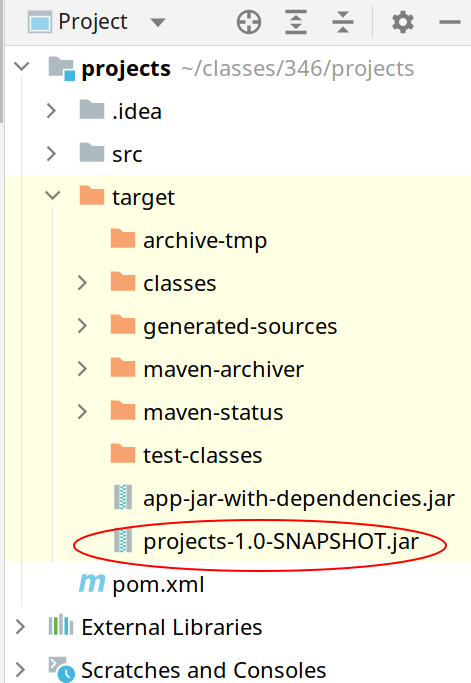 Project
projects ~/classes/346/projects
.idea
src
target
archive-tmp
classes
generated-sources
maven-archiver
maven-status
test-classes
app-jar-with-dependencies.jar
projects-1.0-SNAPSHOT.jar
m pom.xml
External Libraries
Scratches and Consoles